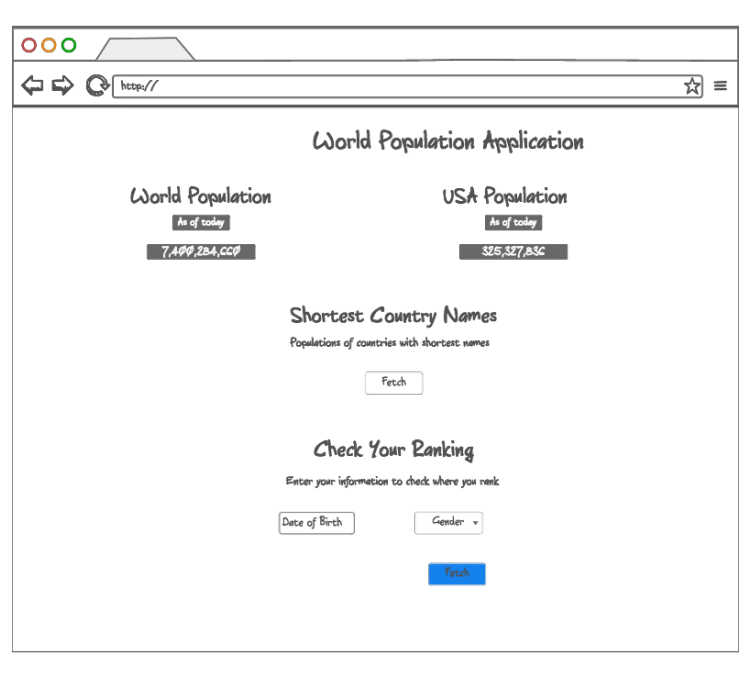 http://
World Population Application
World Population
USA Population
As of today
As of today
7,400,284,660
325,327,836
Shortest Country Names
Populations of countries with shortest names
Fetch
Check Your Ranking
Enter your information to check where you rank
Date of Birth
Gender
Fetch